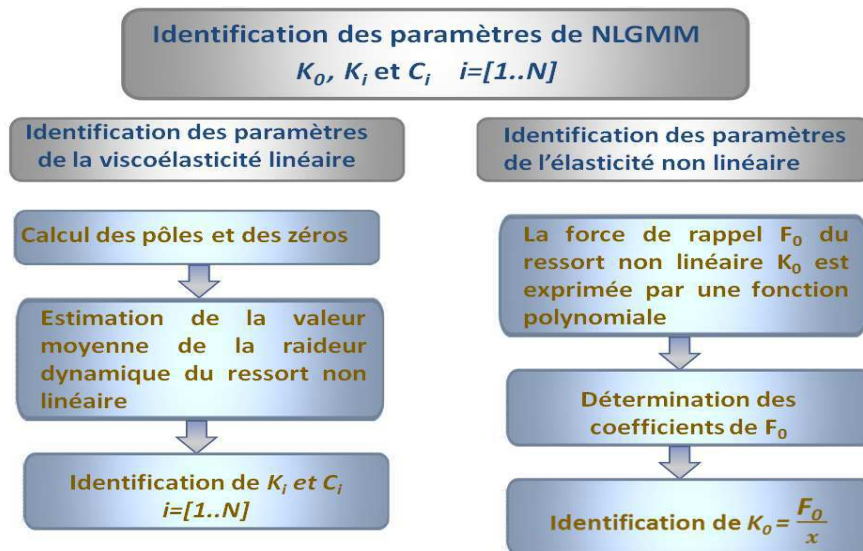 Identification des paramètres de NLGMM
K₀, Kᵢ et Cᵢ i=[1..N]
Identification des paramètres
de la viscoélasticité linéaire
Calcul des pôles et des zéros
Estimation de la valeur
moyenne de la raideur
dynamique du ressort non
linéaire
Identification de Kᵢ et Cᵢ
i=[1..N]
Identification des paramètres
de l'élasticité non linéaire
La force de rappel F₀ du
ressort non linéaire K₀ est
exprimée par une fonction
polynomiale
Détermination des
coefficients de F₀
Identification de K₀ = F₀/x